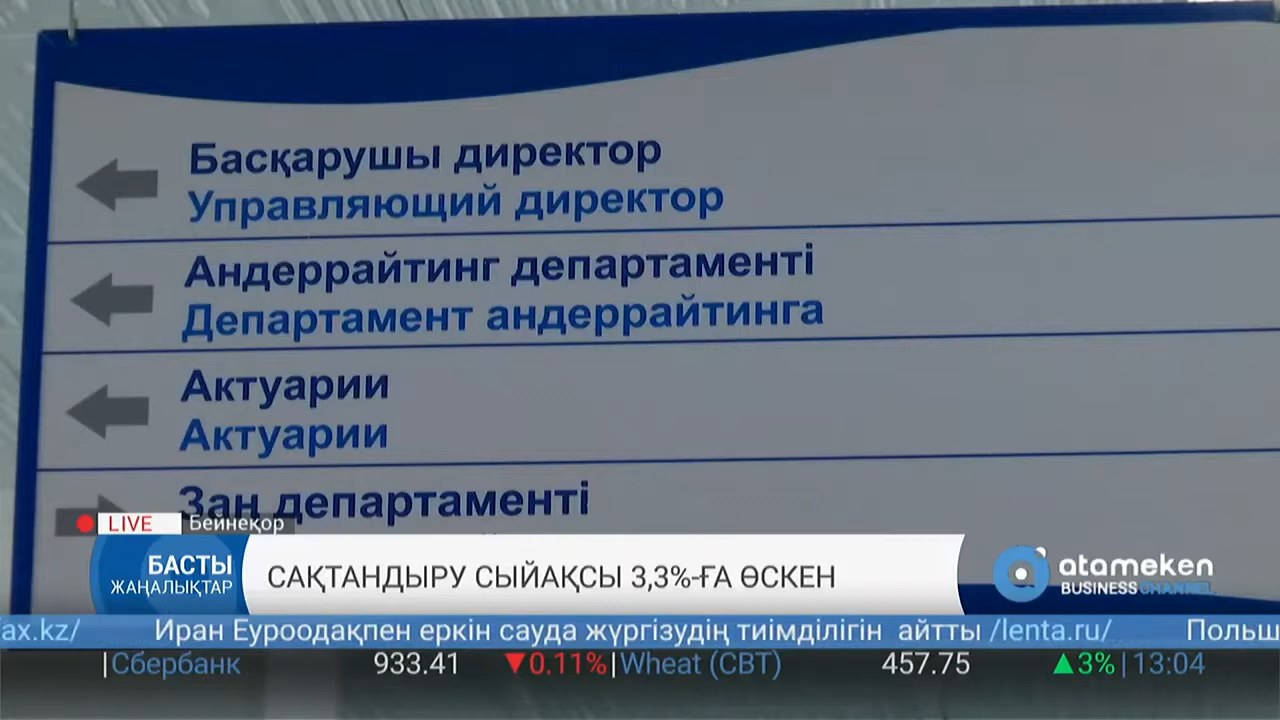 Басқарушы директор
Управляющий директор
Андеррайтинг департаменті
Департамент андеррайтинга
Актуарии
Актуарии
Заң департаменті
LIVE Бейнеқор
БАСТЫ
ЖАҢАЛЫҚТАР
САҚТАНДЫРУ СЫЙАҚСЫ 3,3%-ҒА ӨСКЕН
atameken
BUSINESS CHANNEL
ax.kz/ Иран Еуроодақпен еркін сауда жүргізудің тиімділігін айтты /lenta.ru/ Польш
|Сбербанк 933.41 ▼0.11%|Wheat (CBT) 457.75 ▲3%|13:04